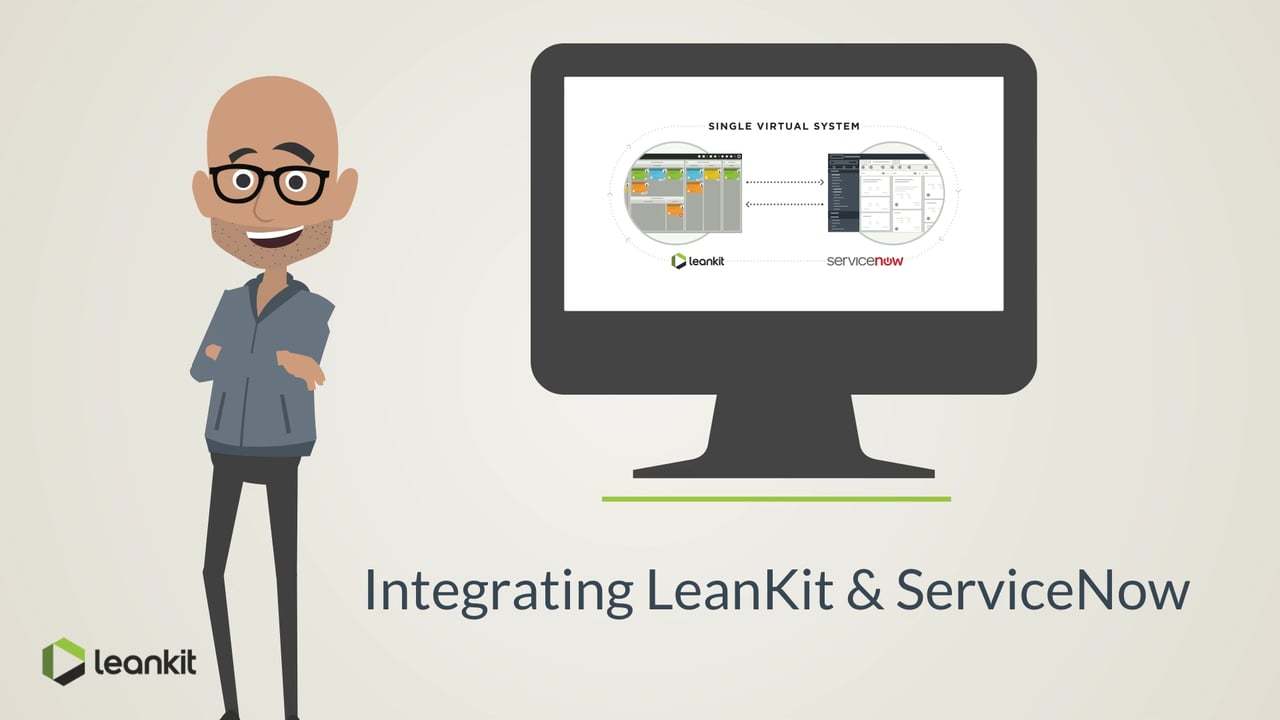 SINGLE VIRTUAL SYSTEM
leankit
servicenow
Integrating LeanKit & ServiceNow
leankit